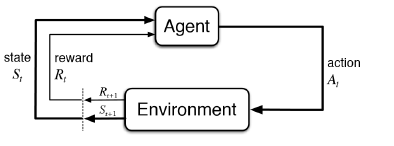 Agent
state
S_t
reward
R_t
action
A_t
R_{t+1}
S_{t+1}
Environment